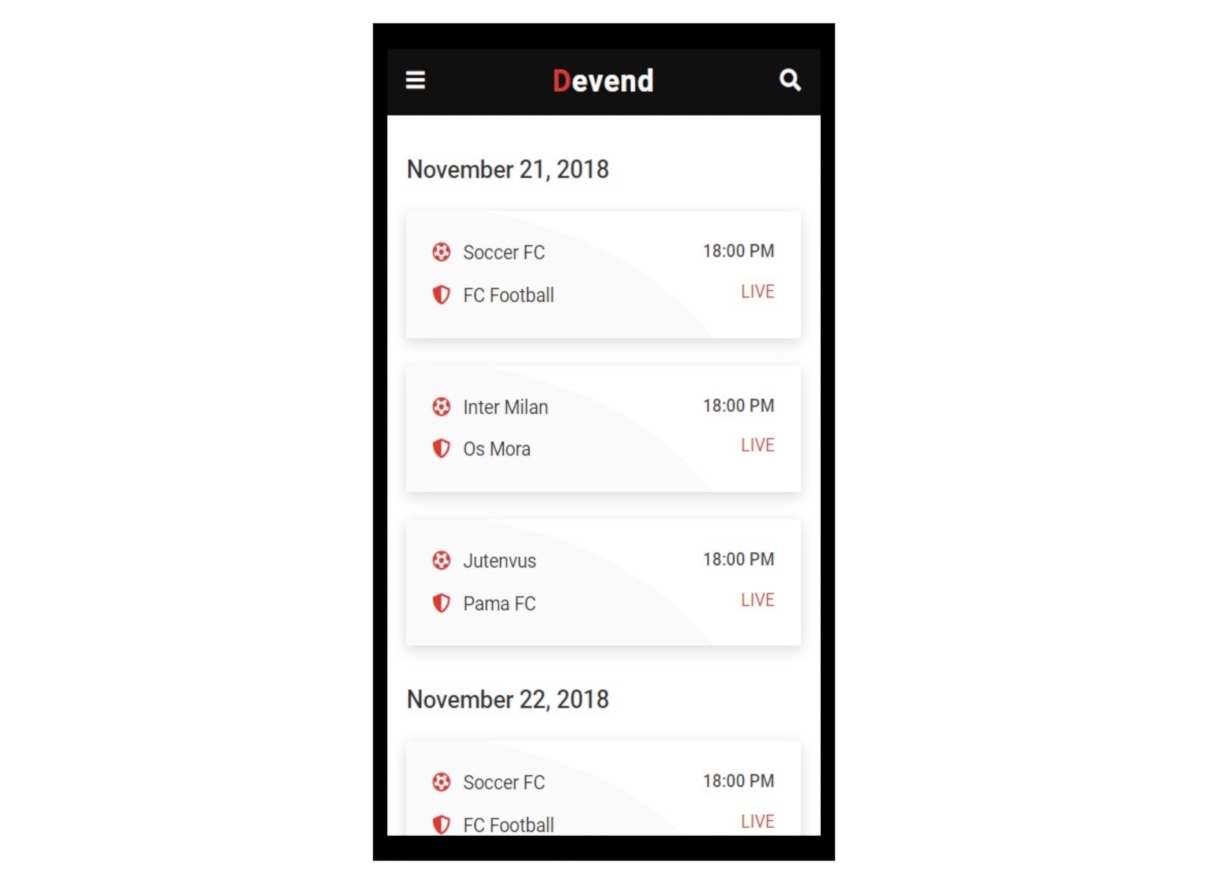 Devend
November 21, 2018
Soccer FC 18:00 PM
FC Football LIVE
Inter Milan 18:00 PM
Os Mora LIVE
Jutenvus 18:00 PM
Pama FC LIVE
November 22, 2018
Soccer FC 18:00 PM
FC Football LIVE